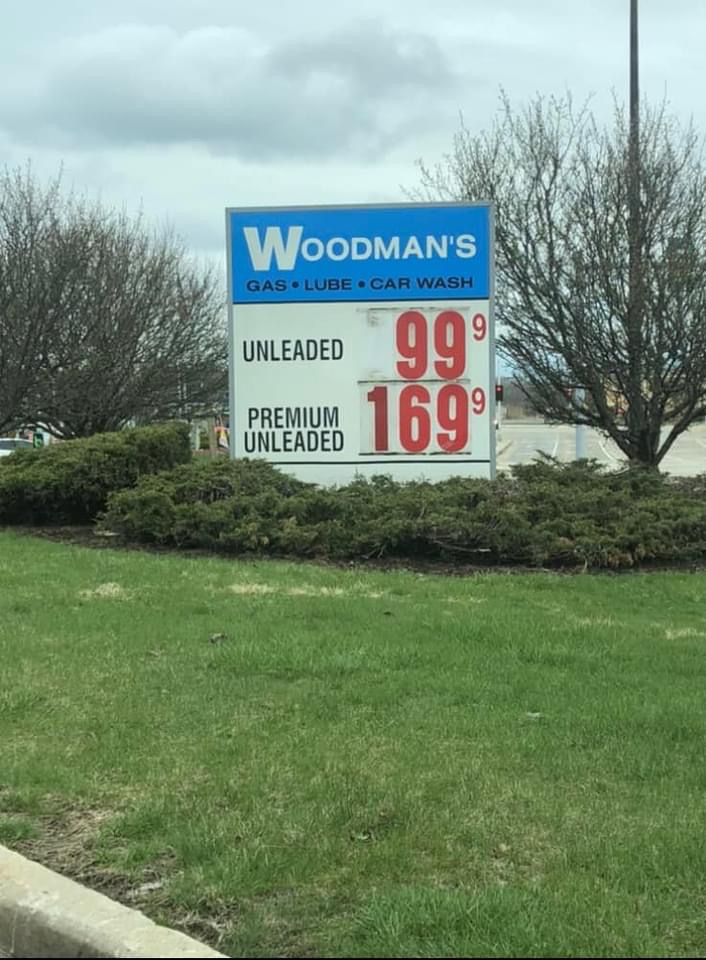 WOODMAN'S
GAS • LUBE • CAR WASH
UNLEADED 99 9
PREMIUM
UNLEADED 169 9